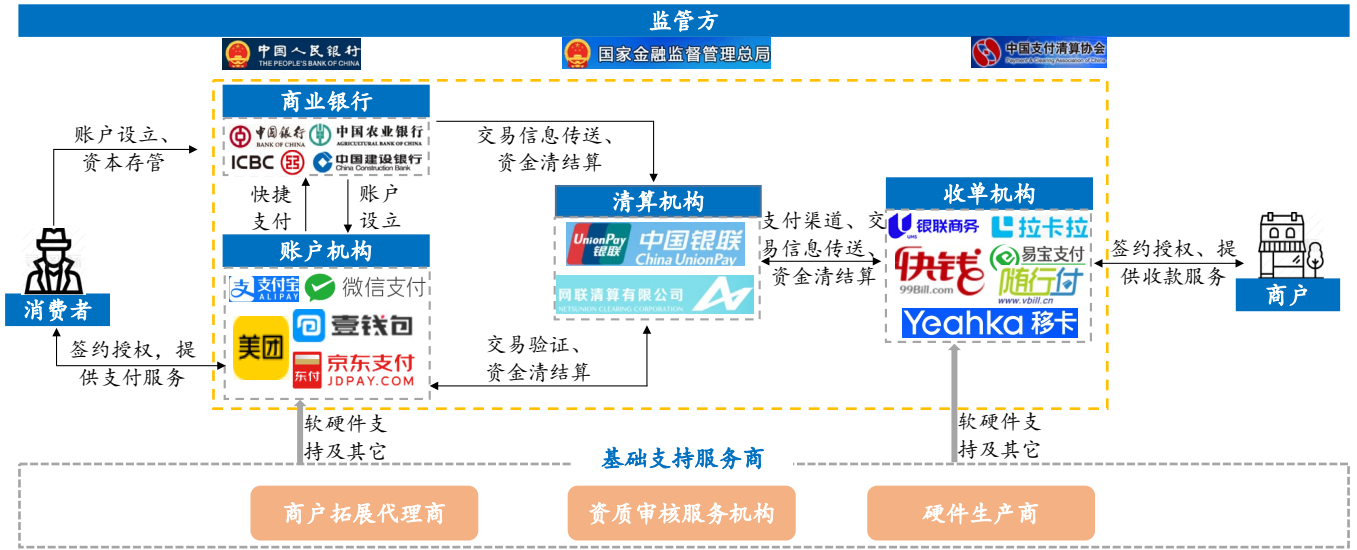 监管方
中国人民银行
THE PEOPLE'S BANK OF CHINA
国家金融监督管理总局
中国支付清算协会
Payment & Clearing Association of China
商业银行
中国银行
BANK OF CHINA
中国农业银行
AGRICULTURAL BANK OF CHINA
ICBC
中国建设银行
China Construction Bank
账户设立、
资本存管
交易信息传送、
资金清结算
快捷
支付
账户
设立
清算机构
UnionPay
银联
中国银联
China UnionPay
网联清算有限公司
NETSUNION CLEARING CORPORATION
收单机构
UMS
银联商务
拉卡拉
快钱
99Bill.com
易宝支付
随行付
www.vbill.cn
Yeahka 移卡
支付渠道、交
易信息传送、
资金清结算
签约授权、提
供收款服务
商户
消费者
账户机构
支
支付宝
ALIPAY
微信支付
美团
壹钱包
东付
京东支付
JDPAY.COM
签约授权，提
供支付服务
交易验证、
资金清结算
软硬件支
持及其它
软硬件支
持及其它
基础支持服务商
商户拓展代理商
资质审核服务机构
硬件生产商